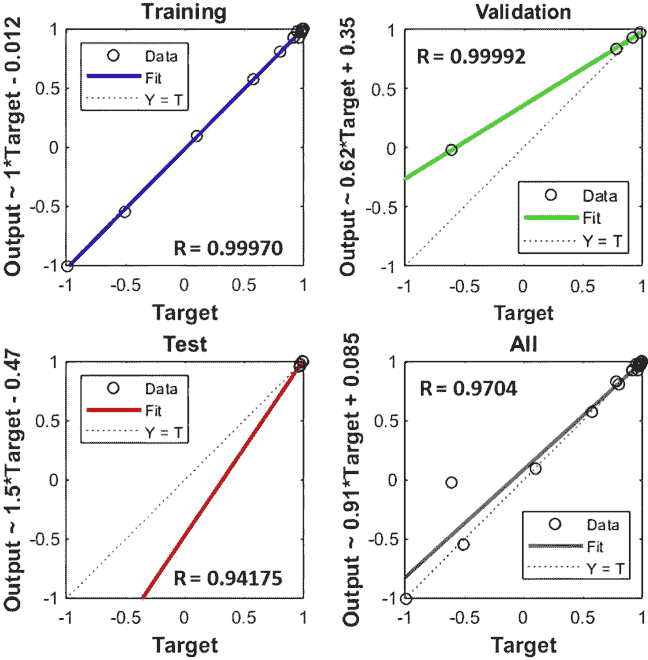 Training
Output ~ 1*Target - 0.012
1
0.5
0
-0.5
-1
Data
Fit
Y = T
R = 0.99970
-1
-0.5
0
0.5
1
Target
Validation
Output ~ 0.62*Target + 0.35
1
0.5
0
-0.5
-1
R = 0.99992
Data
Fit
Y = T
-1
-0.5
0
0.5
1
Target
Test
Output ~ 1.5*Target - 0.47
1
0.5
0
-0.5
-1
Data
Fit
Y = T
R = 0.94175
-1
-0.5
0
0.5
1
Target
All
Output ~ 0.91*Target + 0.085
1
0.5
0
-0.5
-1
R = 0.9704
Data
Fit
Y = T
-1
-0.5
0
0.5
1
Target